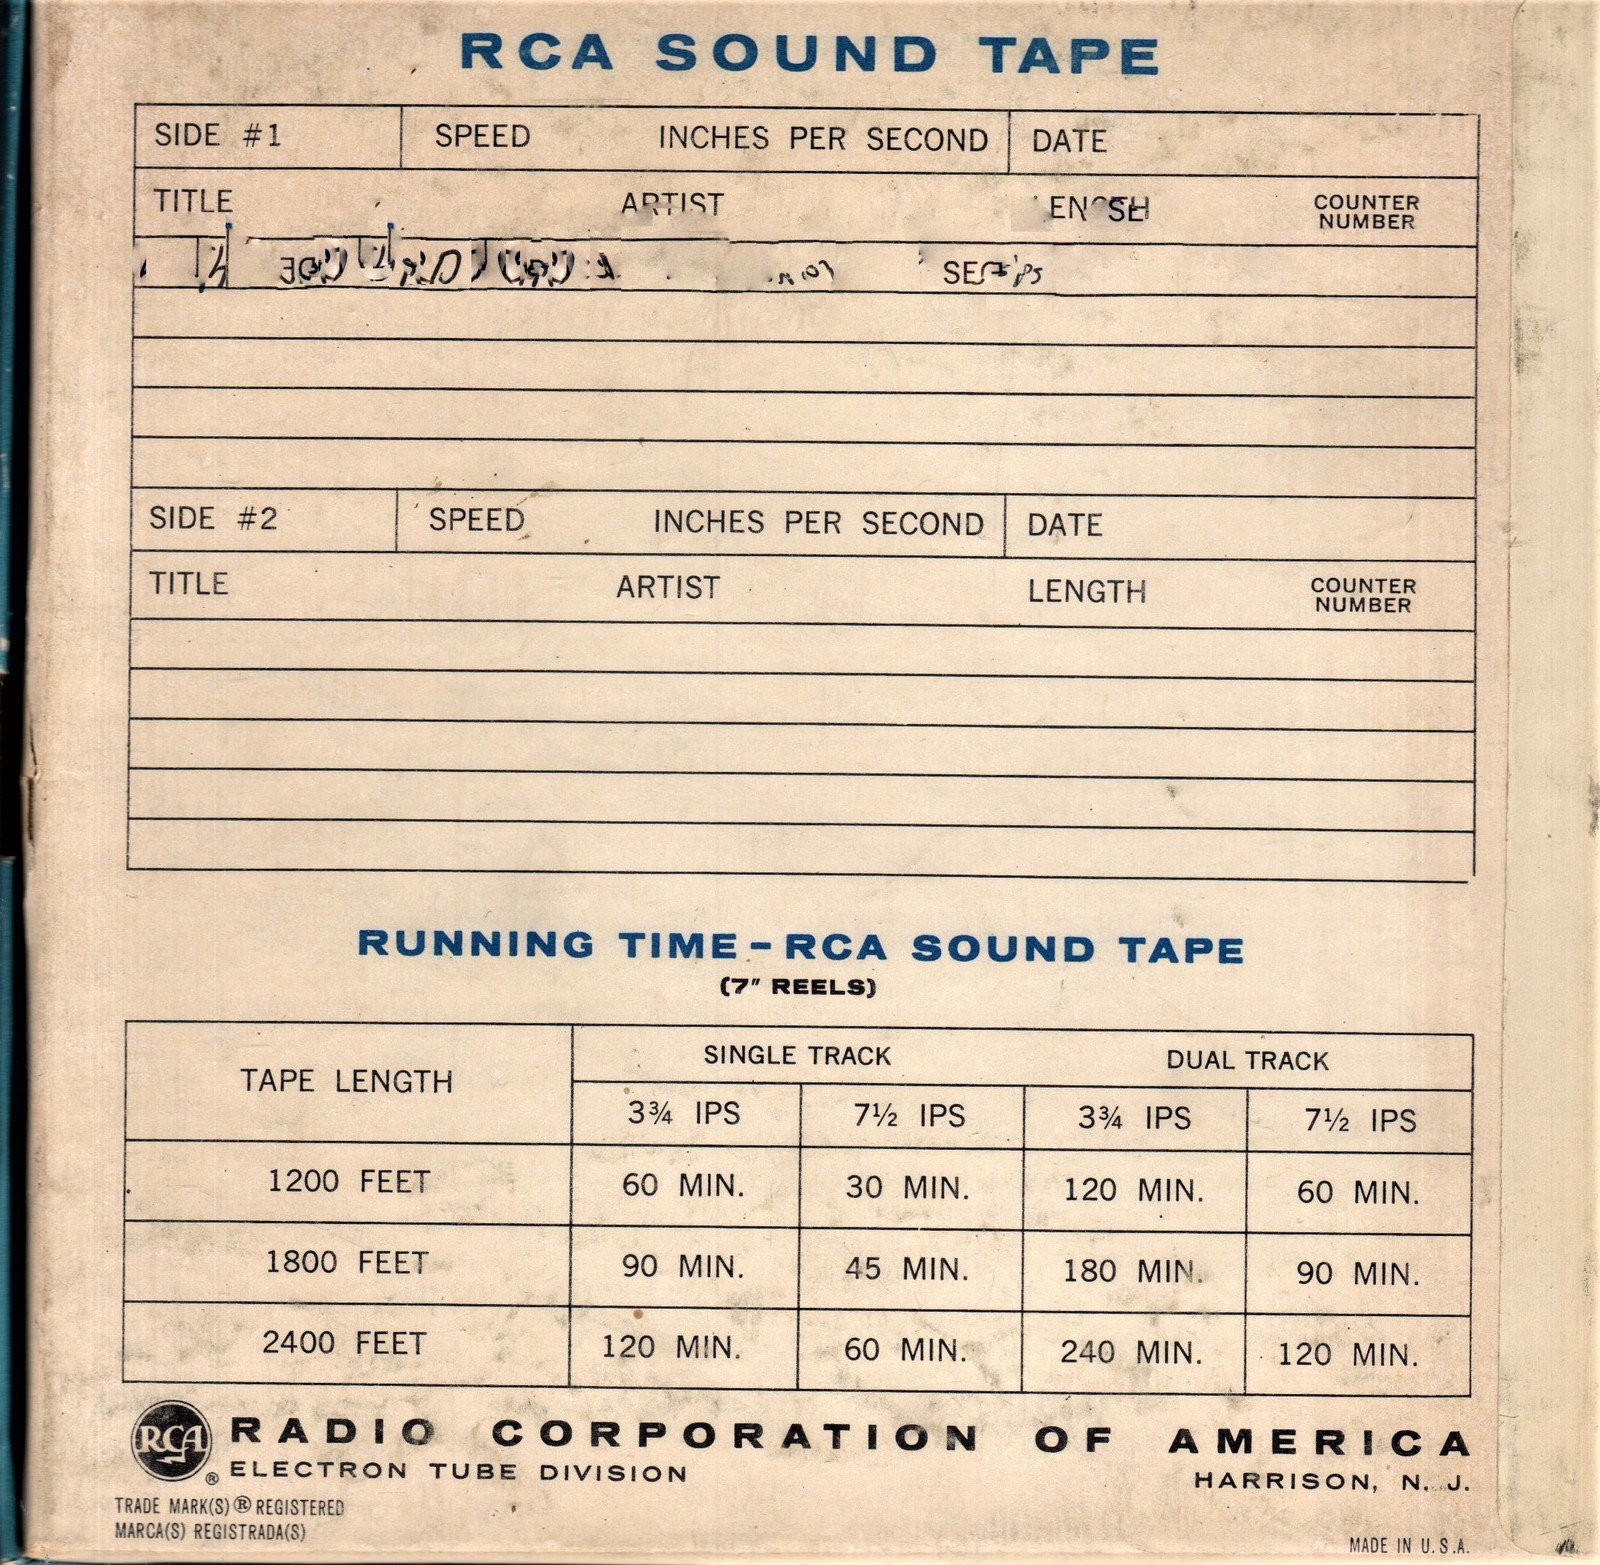 RCA SOUND TAPE
SIDE #1 SPEED INCHES PER SECOND DATE
TITLE ARTIST COUNTER NUMBER
SIDE #2 SPEED INCHES PER SECOND DATE
TITLE ARTIST LENGTH COUNTER NUMBER
RUNNING TIME – RCA SOUND TAPE
(7" REELS)
TAPE LENGTH SINGLE TRACK DUAL TRACK
3¾ IPS 7½ IPS 3¾ IPS 7½ IPS
1200 FEET 60 MIN. 30 MIN. 120 MIN. 60 MIN.
1800 FEET 90 MIN. 45 MIN. 180 MIN. 90 MIN.
2400 FEET 120 MIN. 60 MIN. 240 MIN. 120 MIN.
RCA ® RADIO CORPORATION OF AMERICA
ELECTRON TUBE DIVISION HARRISON, N. J.
TRADE MARK(S) ® REGISTERED
MARCA(S) REGISTRADA(S)
MADE IN U.S.A.